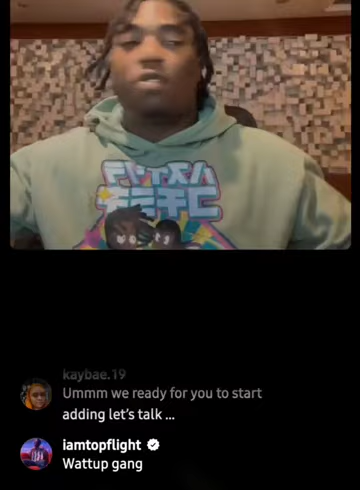 kaybae.19
Ummm we ready for you to start
adding let's talk ...
iamtopflight
Wattup gang